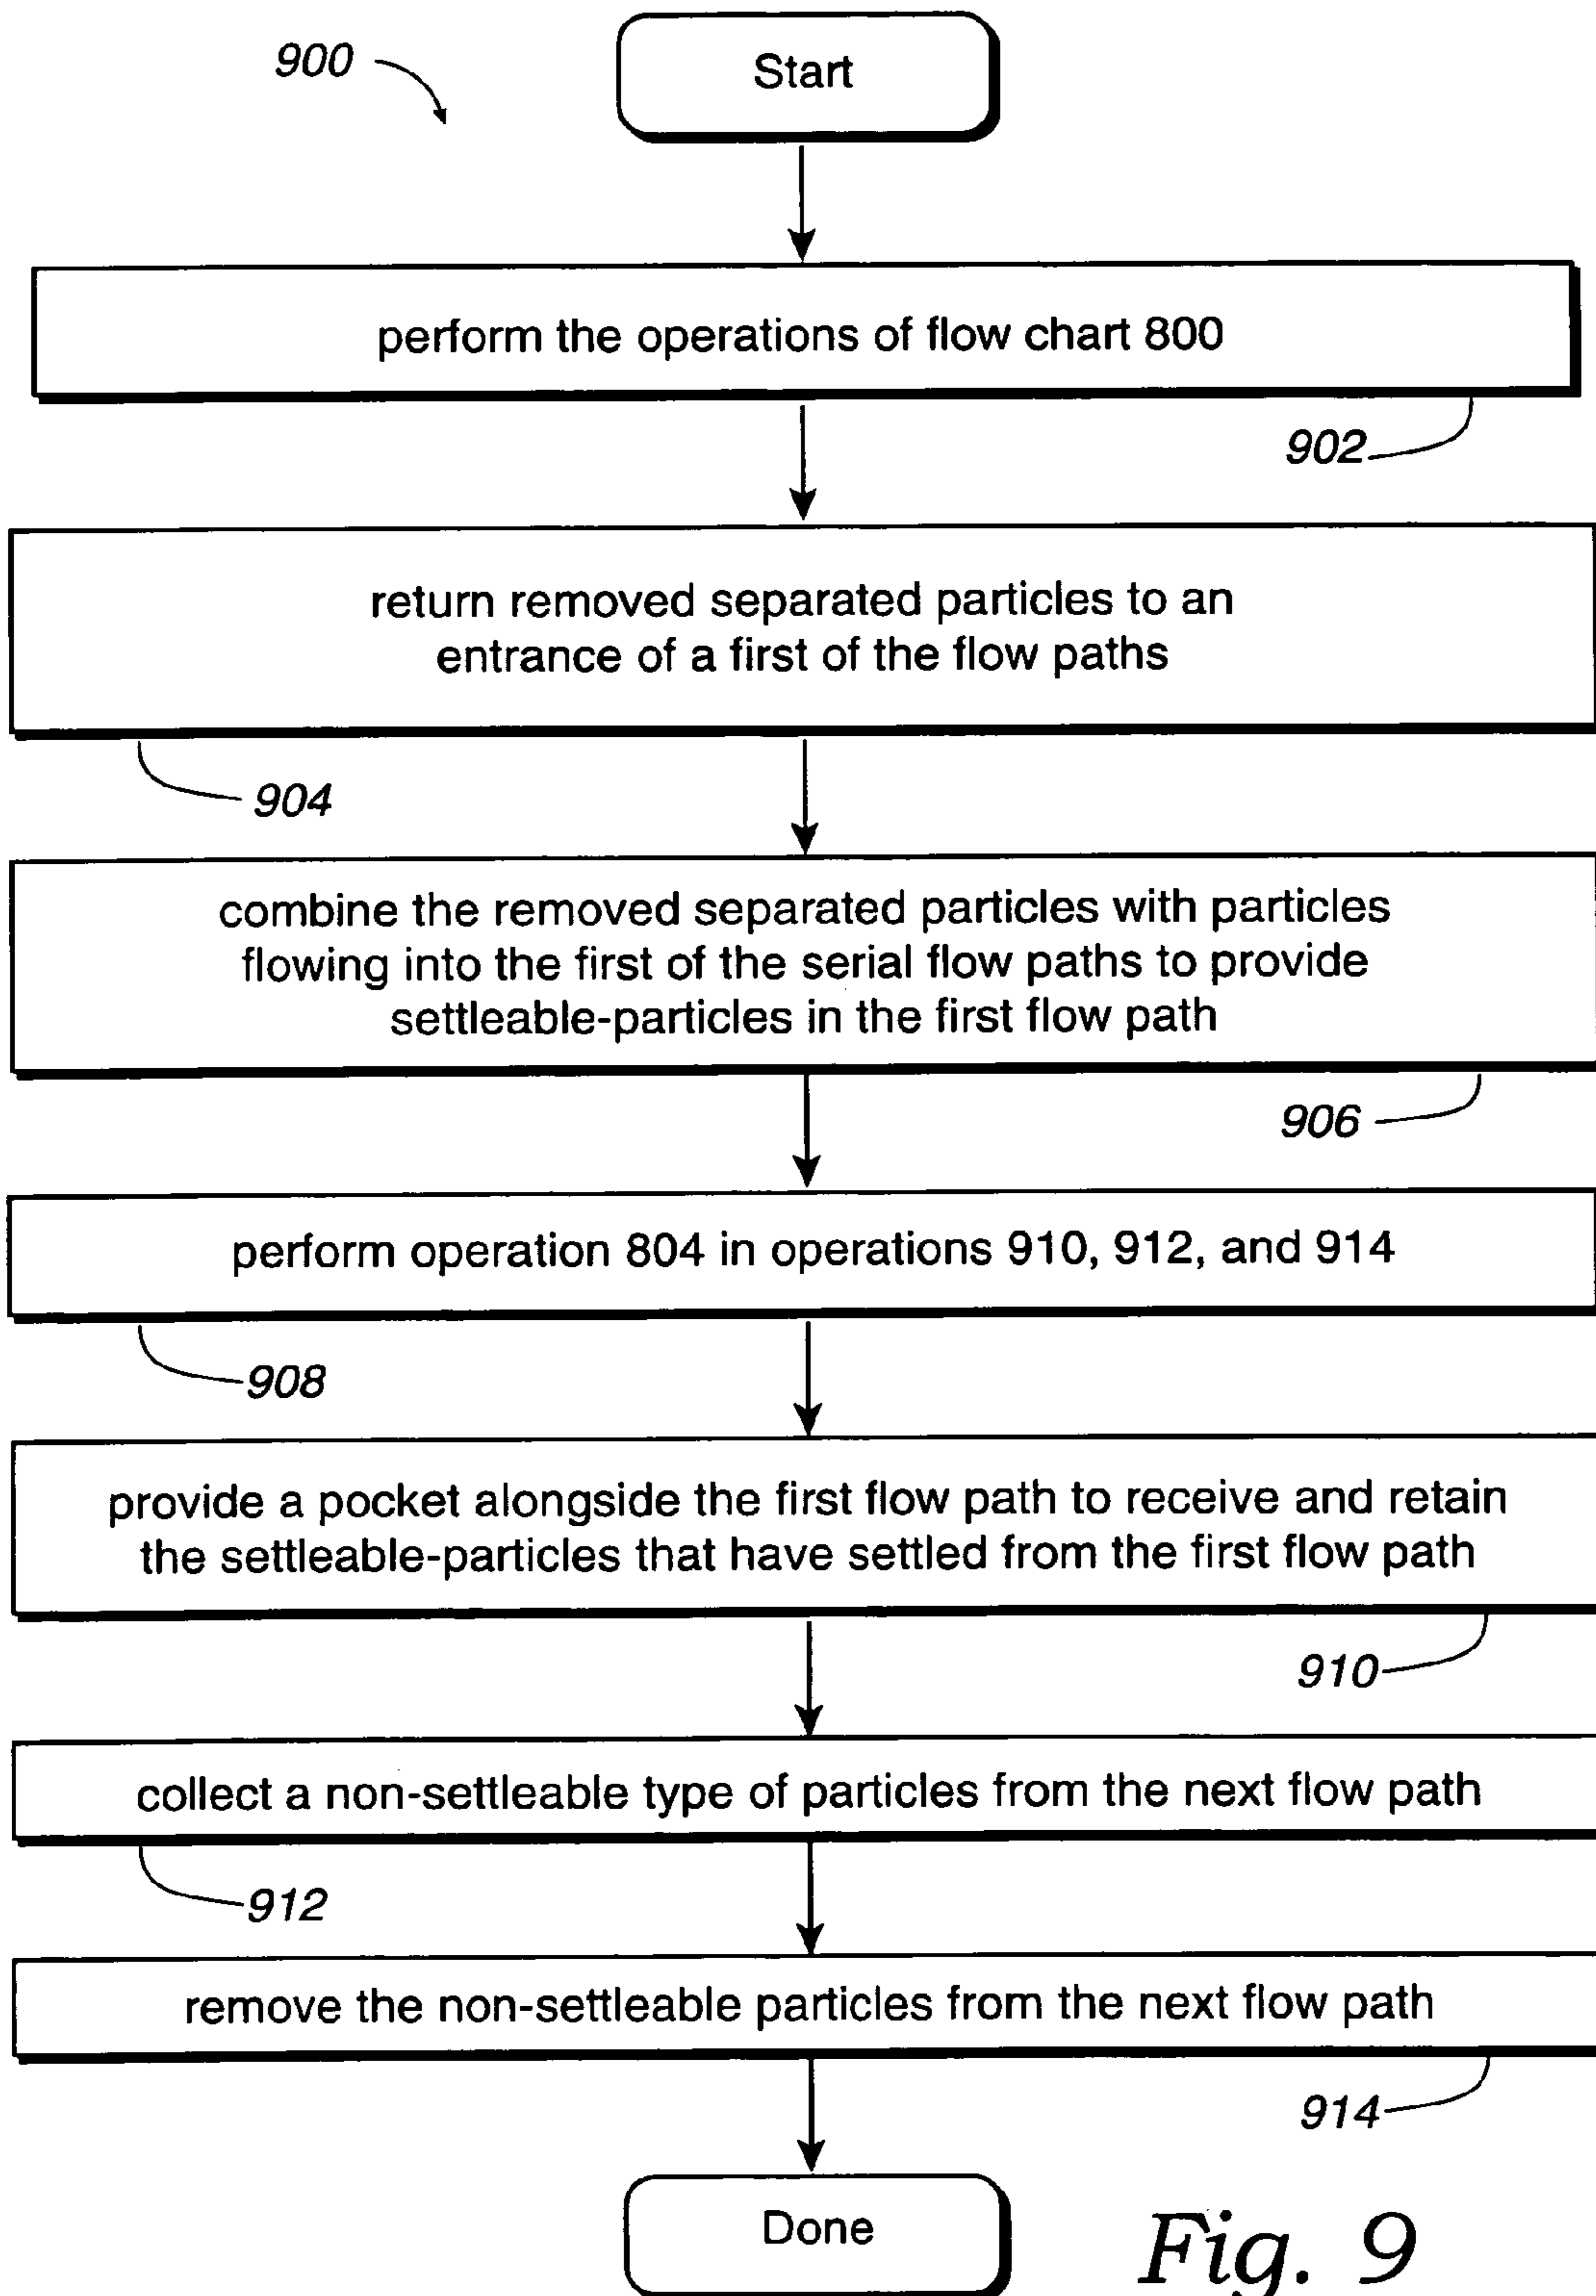 900
Start
perform the operations of flow chart 800
902
return removed separated particles to an
entrance of a first of the flow paths
904
combine the removed separated particles with particles
flowing into the first of the serial flow paths to provide
settleable-particles in the first flow path
906
perform operation 804 in operations 910, 912, and 914
908
provide a pocket alongside the first flow path to receive and retain
the settleable-particles that have settled from the first flow path
910
collect a non-settleable type of particles from the next flow path
912
remove the non-settleable particles from the next flow path
914
Done
Fig. 9